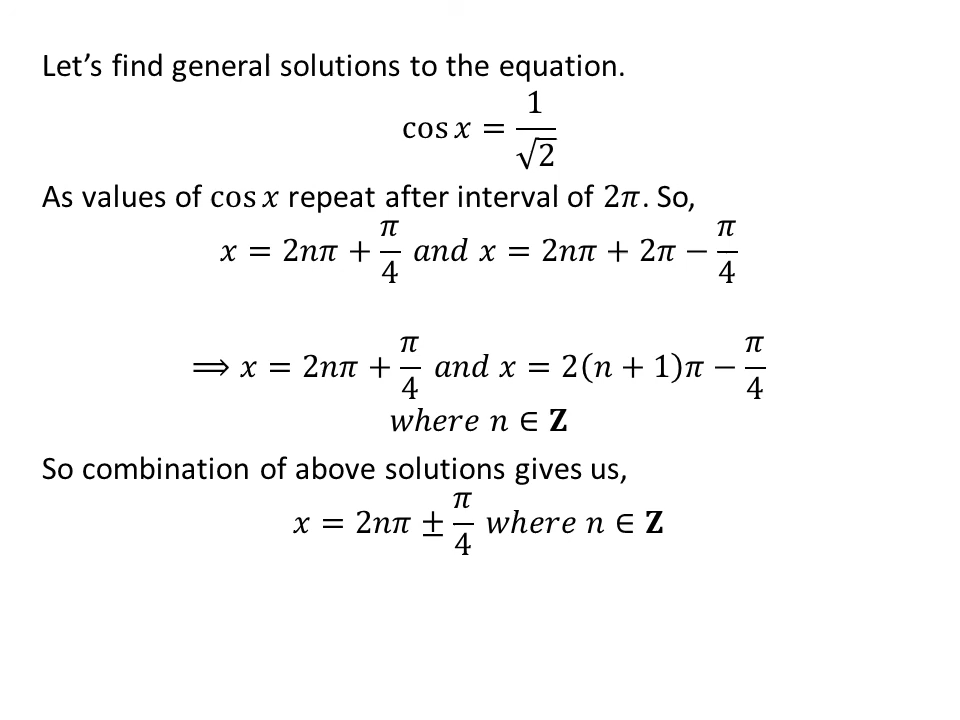 Let’s find general solutions to the equation.
cos 𝑥 = 1/√2
As values of cos 𝑥 repeat after interval of 2𝜋. So,
𝑥 = 2𝑛𝜋 + 𝜋/4 𝑎𝑛𝑑 𝑥 = 2𝑛𝜋 + 2𝜋 − 𝜋/4
⟹ 𝑥 = 2𝑛𝜋 + 𝜋/4 𝑎𝑛𝑑 𝑥 = 2(𝑛 + 1)𝜋 − 𝜋/4
𝑤ℎ𝑒𝑟𝑒 𝑛 ∈ 𝐙
So combination of above solutions gives us,
𝑥 = 2𝑛𝜋 ± 𝜋/4 𝑤ℎ𝑒𝑟𝑒 𝑛 ∈ 𝐙